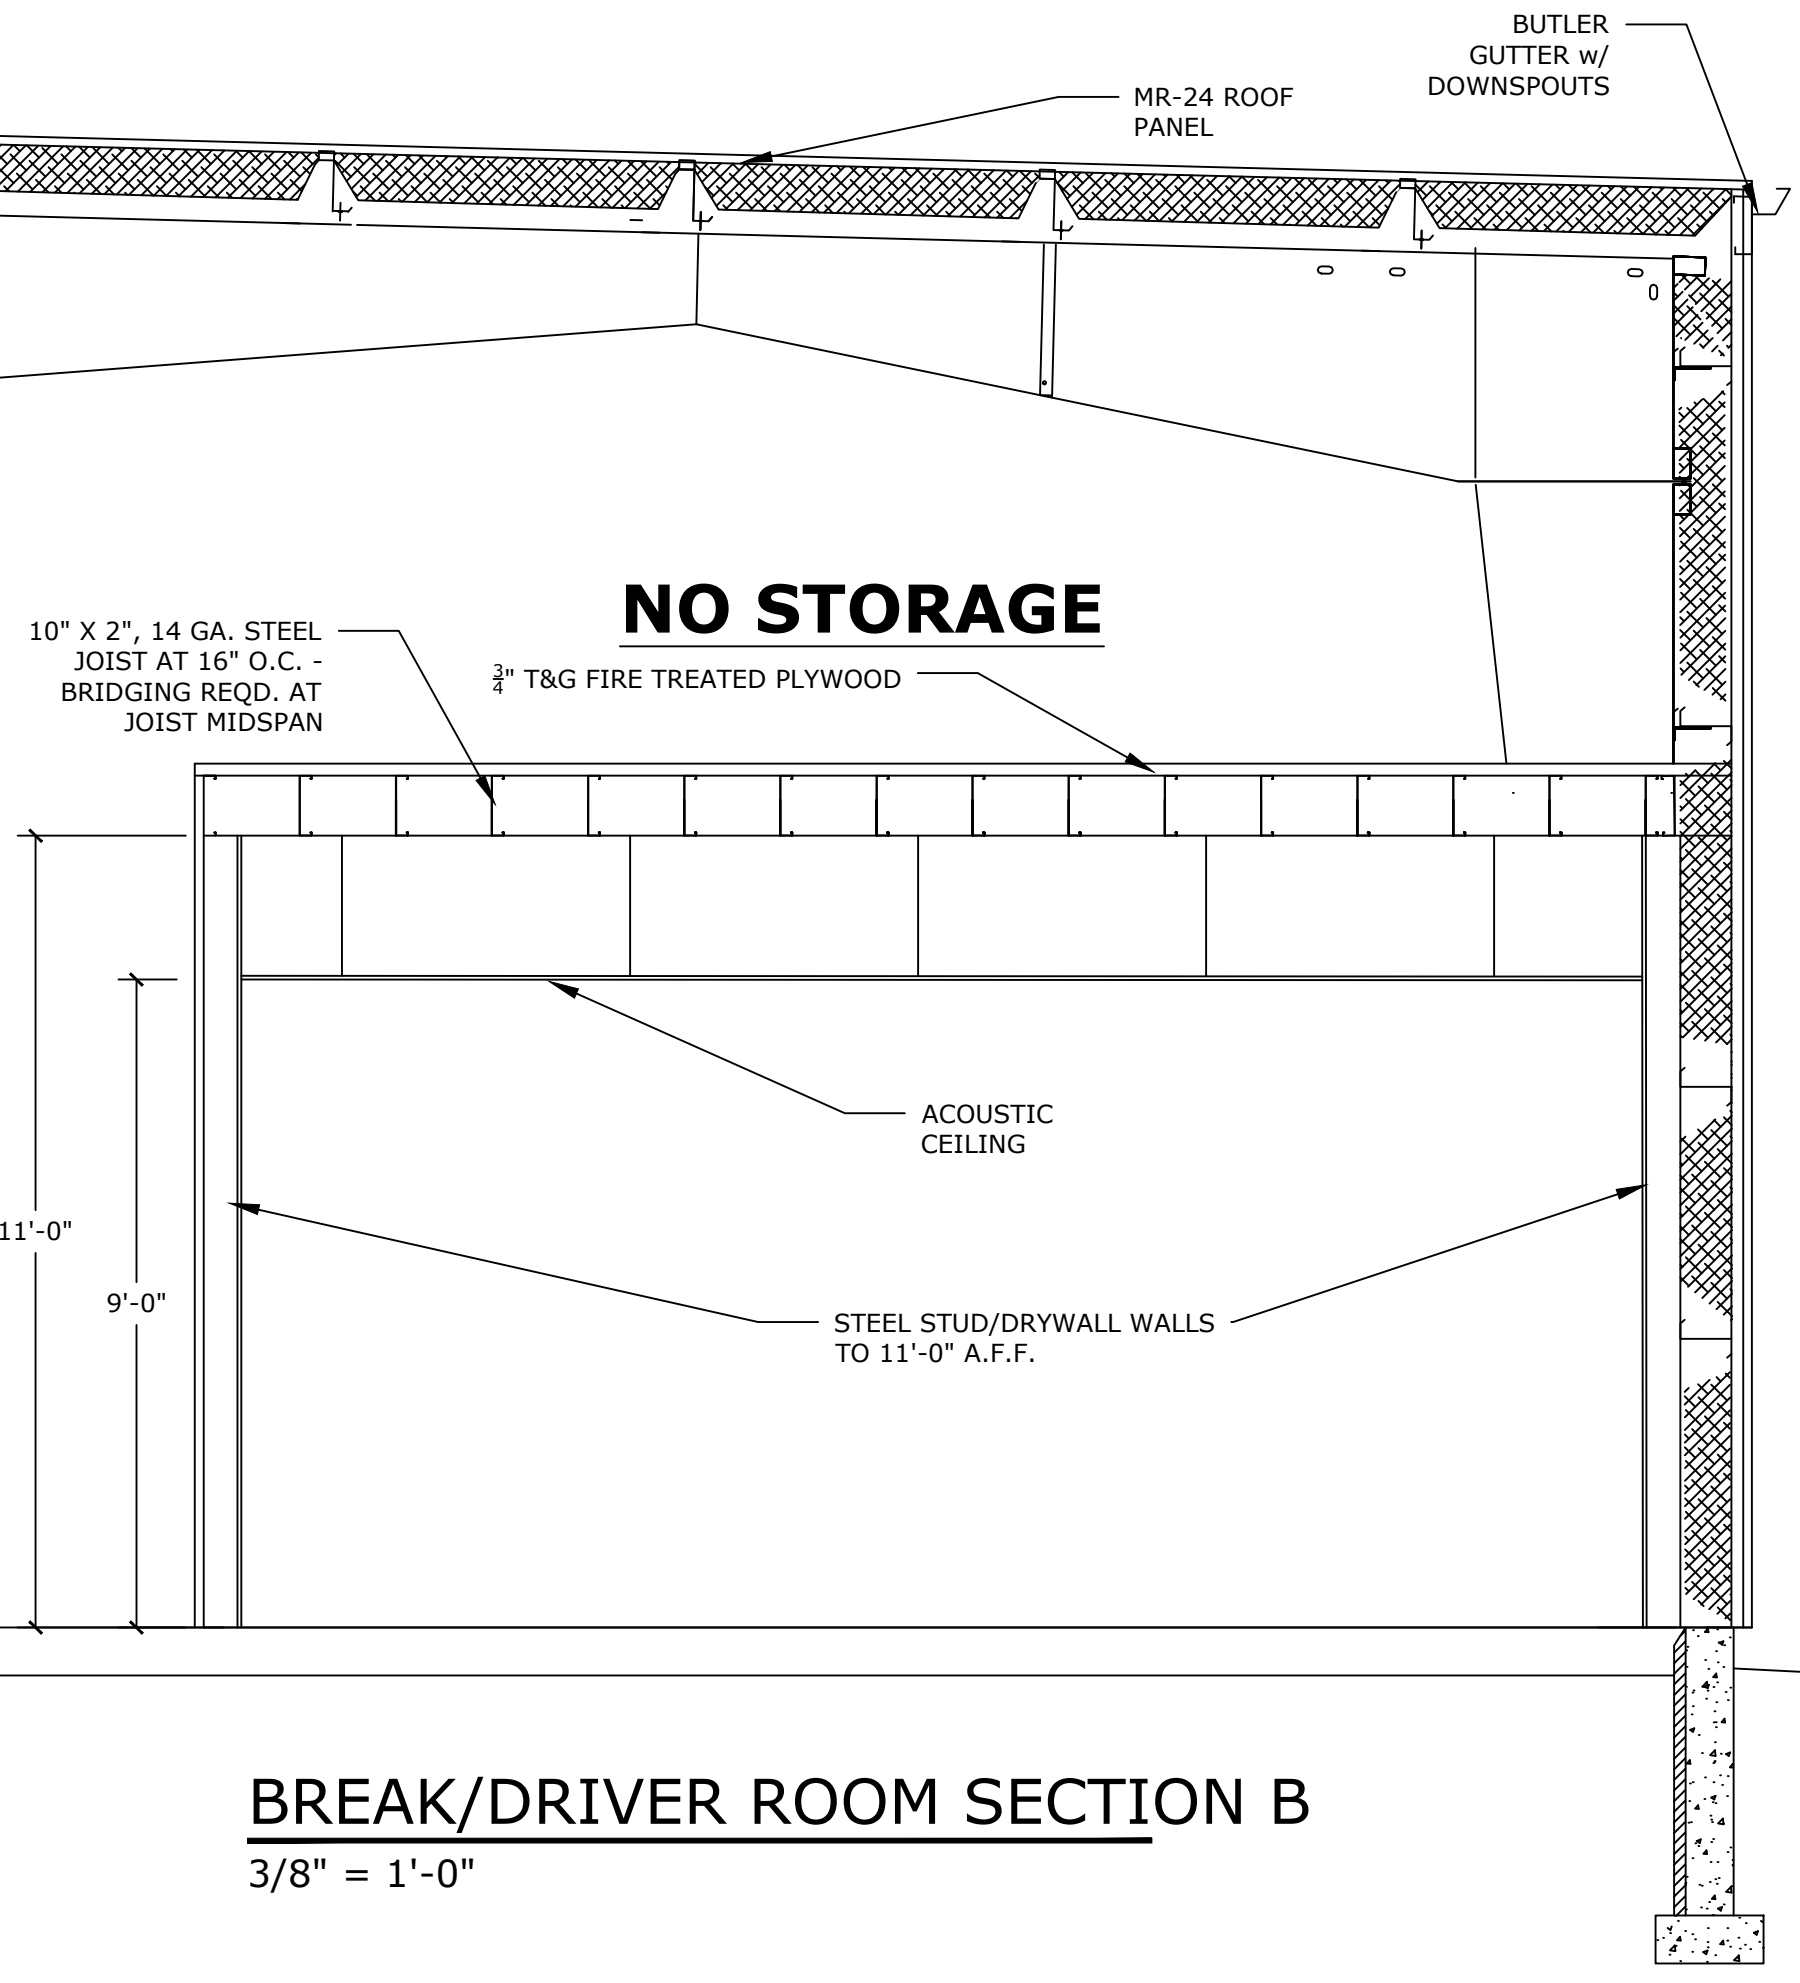 BUTLER
GUTTER w/
DOWNSPOUTS
MR-24 ROOF
PANEL
NO STORAGE
10" X 2", 14 GA. STEEL
JOIST AT 16" O.C. -
BRIDGING REQD. AT
JOIST MIDSPAN
3/4" T&G FIRE TREATED PLYWOOD
ACOUSTIC
CEILING
11'-0"
9'-0"
STEEL STUD/DRYWALL WALLS
TO 11'-0" A.F.F.
BREAK/DRIVER ROOM SECTION B
3/8" = 1'-0"